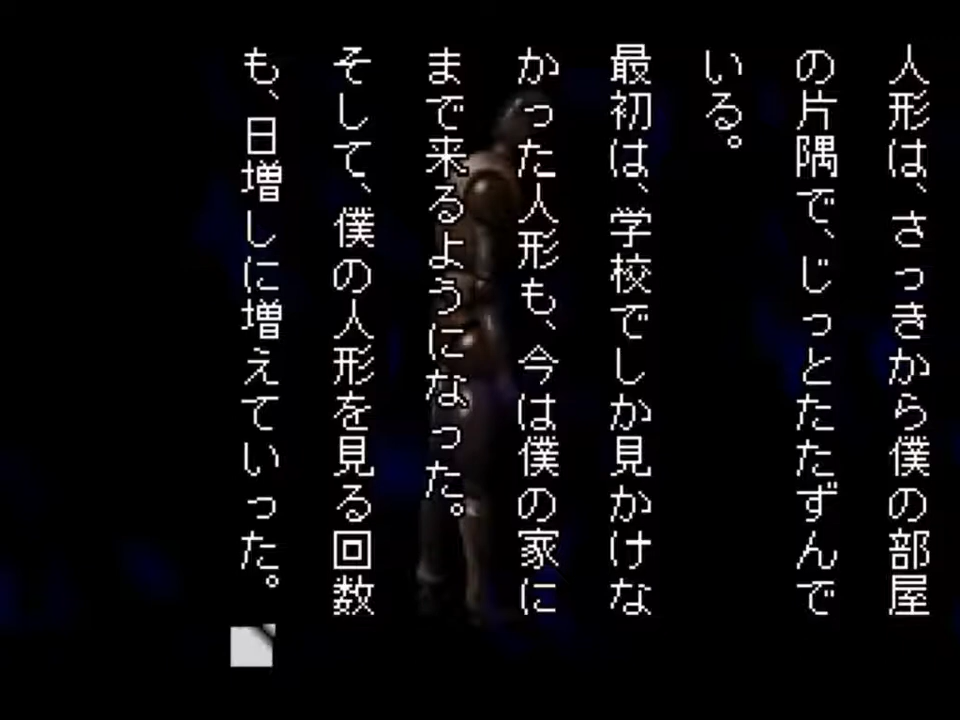 人形は、さっきから僕の部屋
の片隅で、じっとたたずんで
いる。
最初は、学校でしか見かけな
かった人形も、今は僕の家に
まで来るようになった。
そして、僕の人形を見る回数
も、日増しに増えていった。